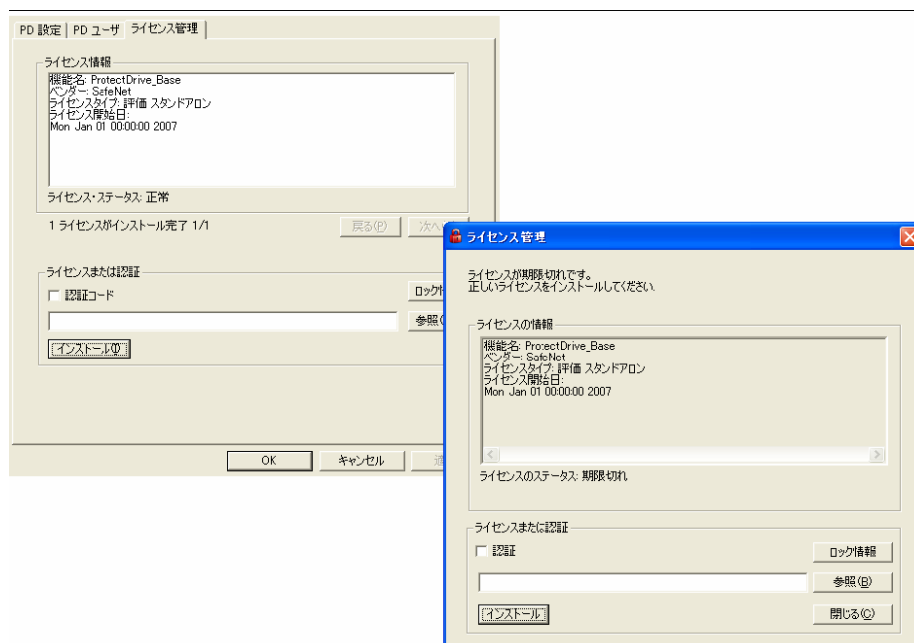 PD 設定
PD ユーザ
ライセンス管理
ライセンス情報
機能名: ProtectDrive_Base
ベンダー: SafeNet
ライセンスタイプ: 評価 スタンドアロン
ライセンス開始日:
Mon Jan 01 00:00:00 2007
ライセンス・ステータス: 正常
1 ライセンスがインストール完了 1/1
戻る(P)
次へ
ライセンスまたは認証
認証コード
ロック情
参照(
インストール(I)
OK
キャンセル
適
ライセンス管理
ライセンスが期限切れです。
正しいライセンスをインストールしてください.
ライセンスの情報
機能名: ProtectDrive_Base
ベンダー: SafeNet
ライセンスタイプ: 評価 スタンドアロン
ライセンス開始日:
Mon Jan 01 00:00:00 2007
ライセンスのステータス: 期限切れ
ライセンスまたは認証
認証
ロック情報
参照(B)
インストール
閉じる(C)